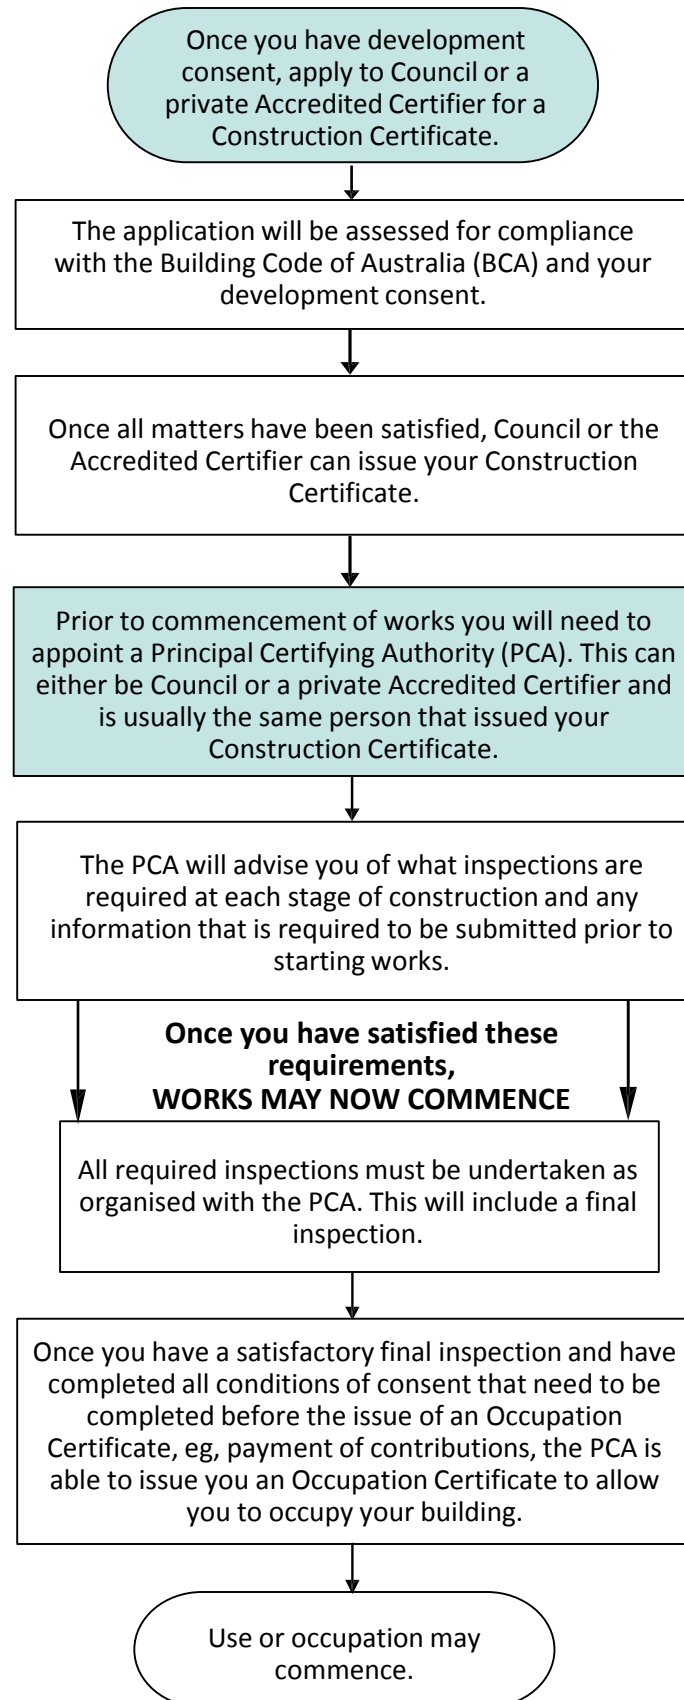 Once you have development
consent, apply to Council or a
private Accredited Certifier for a
Construction Certificate.
The application will be assessed for compliance
with the Building Code of Australia (BCA) and your
development consent.
Once all matters have been satisfied, Council or the
Accredited Certifier can issue your Construction
Certificate.
Prior to commencement of works you will need to
appoint a Principal Certifying Authority (PCA). This can
either be Council or a private Accredited Certifier and
is usually the same person that issued your
Construction Certificate.
The PCA will advise you of what inspections are
required at each stage of construction and any
information that is required to be submitted prior to
starting works.
Once you have satisfied these
requirements,
WORKS MAY NOW COMMENCE
All required inspections must be undertaken as
organised with the PCA. This will include a final
inspection.
Once you have a satisfactory final inspection and have
completed all conditions of consent that need to be
completed before the issue of an Occupation
Certificate, eg, payment of contributions, the PCA is
able to issue you an Occupation Certificate to allow
you to occupy your building.
Use or occupation may
commence.